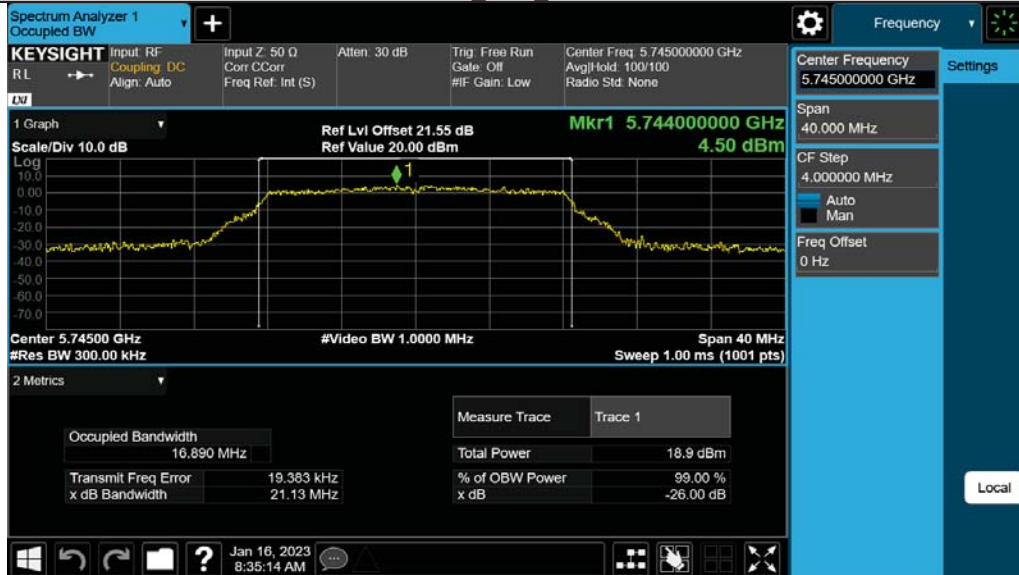 Spectrum Analyzer 1
Occupied BW
+
Frequency
KEYSIGHT
RL
LXI
Input: RF
Coupling: DC
Align: Auto
Input Z: 50 Ω
Corr CCorr
Freq Ref: Int (S)
Atten: 30 dB
Trig: Free Run
Gate: Off
#IF Gain: Low
Center Freq: 5.745000000 GHz
Avg|Hold: 100/100
Radio Std: None
Center Frequency
5.745000000 GHz
Settings
Span
40.000 MHz
CF Step
4.000000 MHz
Auto
Man
Freq Offset
0 Hz
Local
1 Graph
Scale/Div 10.0 dB
Ref Lvl Offset 21.55 dB
Ref Value 20.00 dBm
Mkr1 5.744000000 GHz
4.50 dBm
Log
1
10.0
0.00
-10.0
-20.0
-30.0
-40.0
-50.0
-60.0
-70.0
Center 5.74500 GHz
#Res BW 300.00 kHz
#Video BW 1.0000 MHz
Span 40 MHz
Sweep 1.00 ms (1001 pts)
2 Metrics
Measure Trace Trace 1
Occupied Bandwidth
16.890 MHz
Total Power 18.9 dBm
Transmit Freq Error 19.383 kHz
% of OBW Power 99.00 %
x dB Bandwidth 21.13 MHz
x dB -26.00 dB
?
Jan 16, 2023
8:35:14 AM